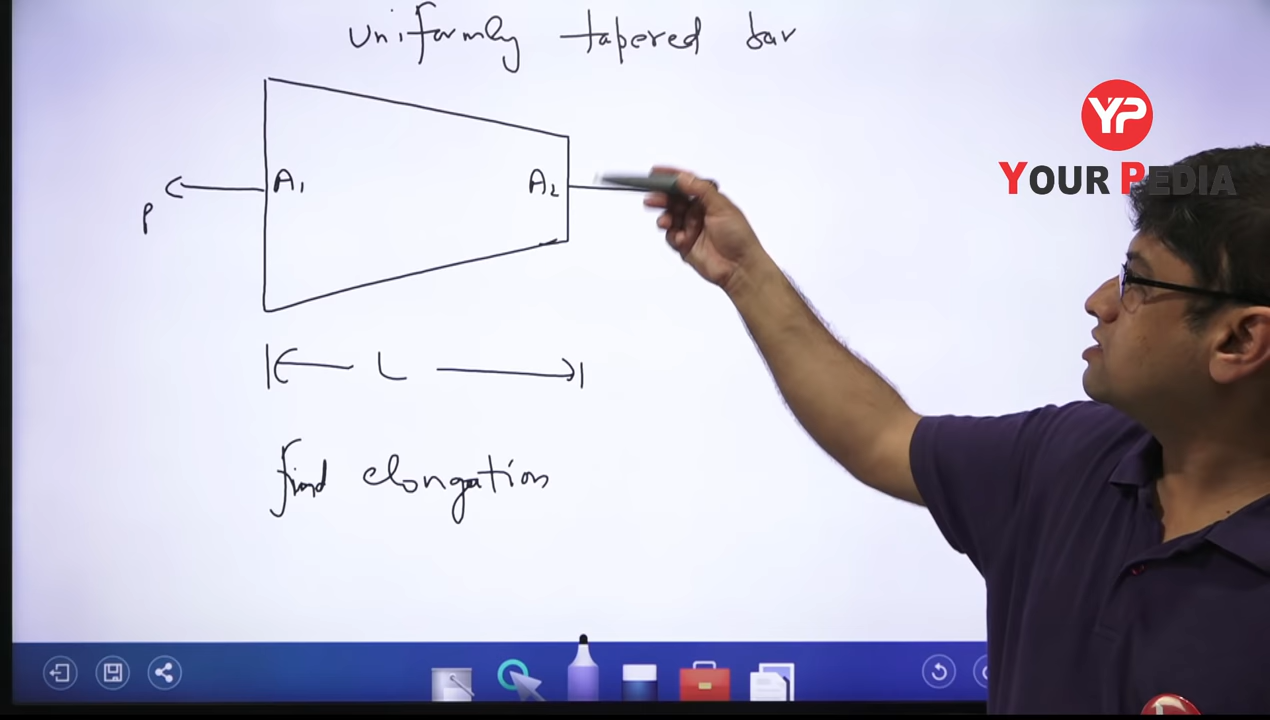 uniformly tapered bar
A₁
A₂
P
L
find elongation
YP
YOUR PEDIA